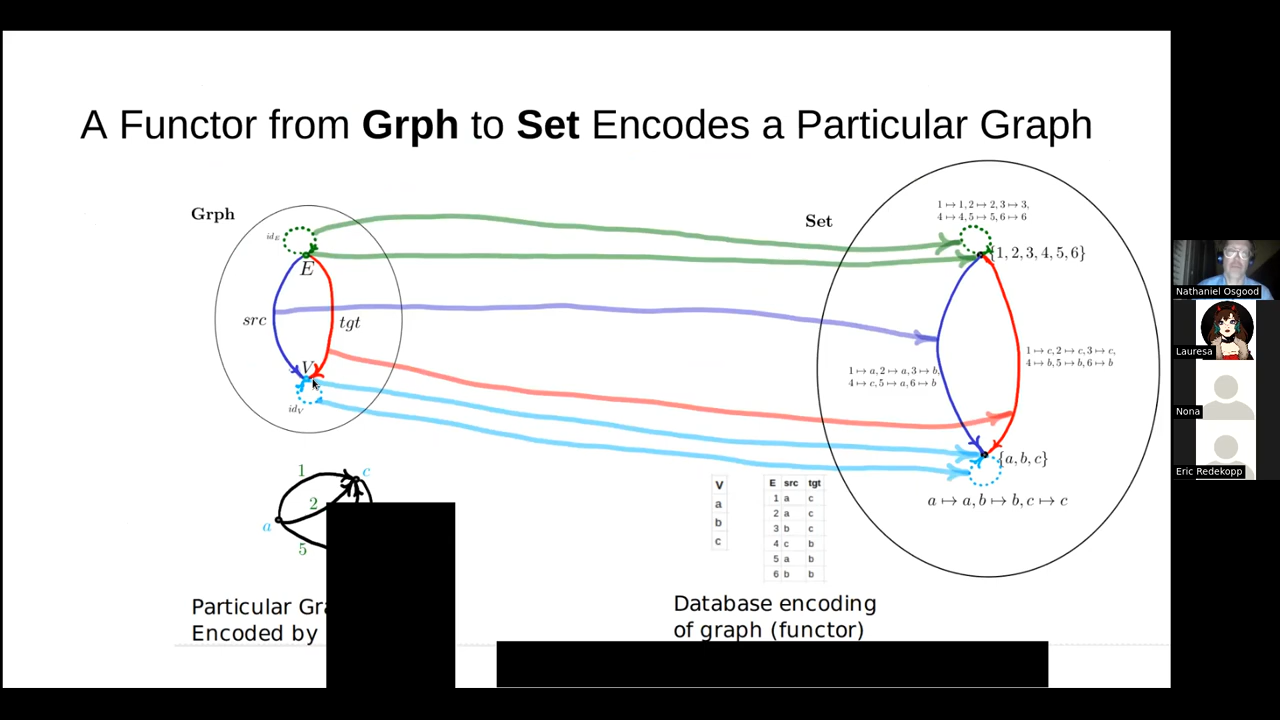 A Functor from Grph to Set Encodes a Particular Graph
Grph
Set
id_E
E
src
tgt
V
id_V
1 ↦ 1, 2 ↦ 2, 3 ↦ 3,
4 ↦ 4, 5 ↦ 5, 6 ↦ 6
{1, 2, 3, 4, 5, 6}
1 ↦ a, 2 ↦ a, 3 ↦ b,
4 ↦ c, 5 ↦ a, 6 ↦ b
1 ↦ c, 2 ↦ c, 3 ↦ c,
4 ↦ b, 5 ↦ b, 6 ↦ b
{a, b, c}
a ↦ a, b ↦ b, c ↦ c
1
c
2
a
5
V
a
b
c
E src tgt
1 a c
2 a c
3 b c
4 c b
5 a b
6 b b
Particular
Encoded by
Database encoding
of graph (functor)
Nathaniel Osgood
Lauresa
Nona
Eric Redekopp